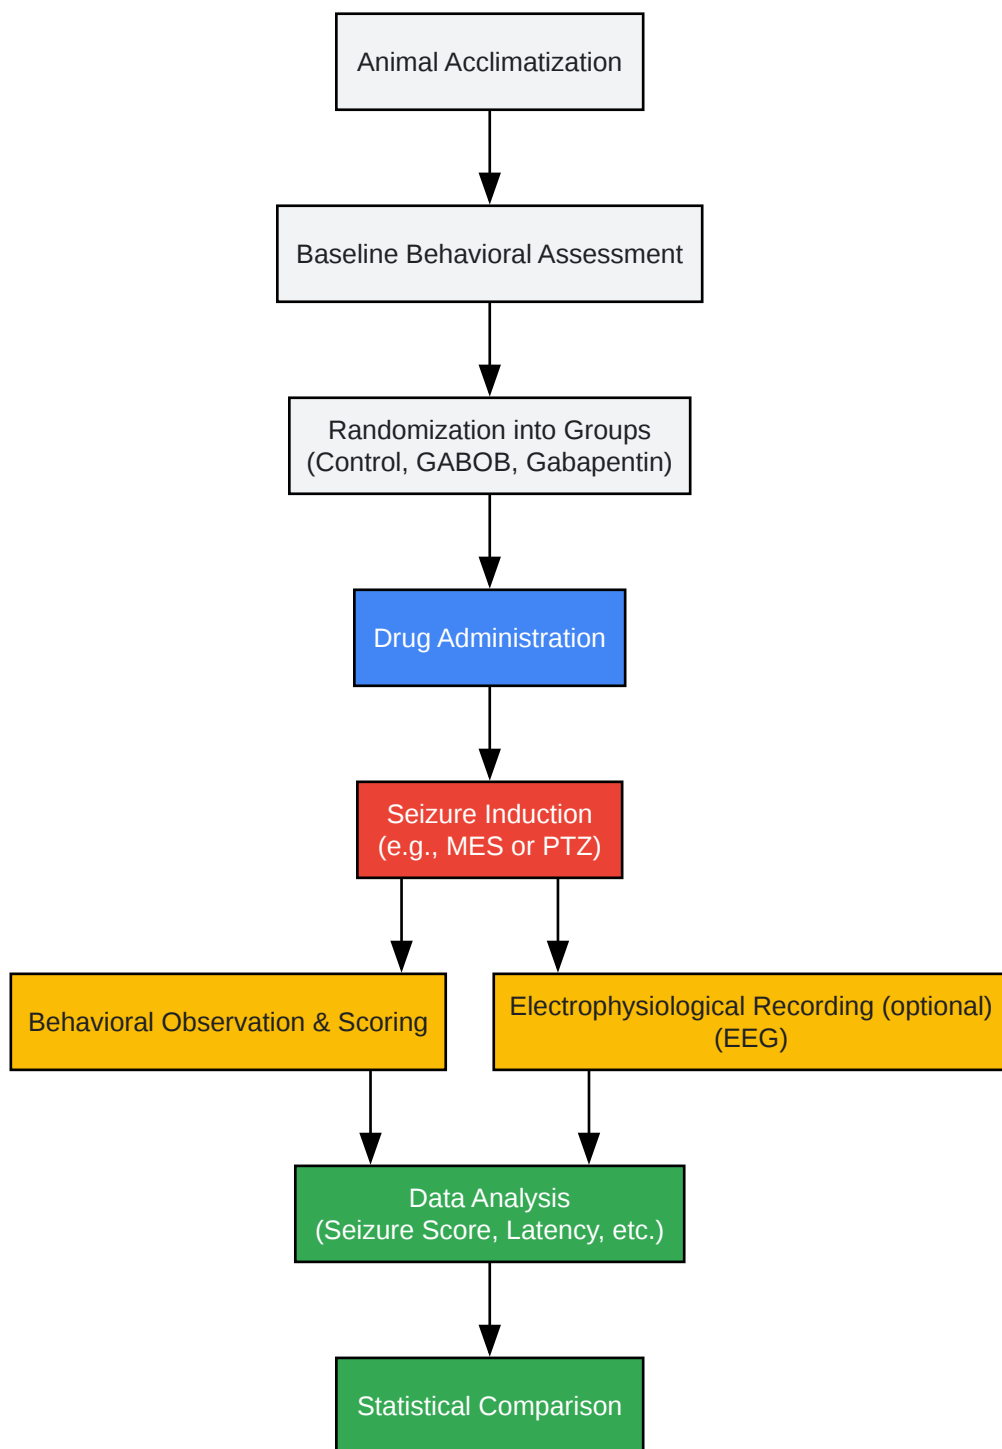 Animal Acclimatization
Baseline Behavioral Assessment
Randomization into Groups
(Control, GABOB, Gabapentin)
Drug Administration
Seizure Induction
(e.g., MES or PTZ)
Behavioral Observation & Scoring
Electrophysiological Recording (optional)
(EEG)
Data Analysis
(Seizure Score, Latency, etc.)
Statistical Comparison